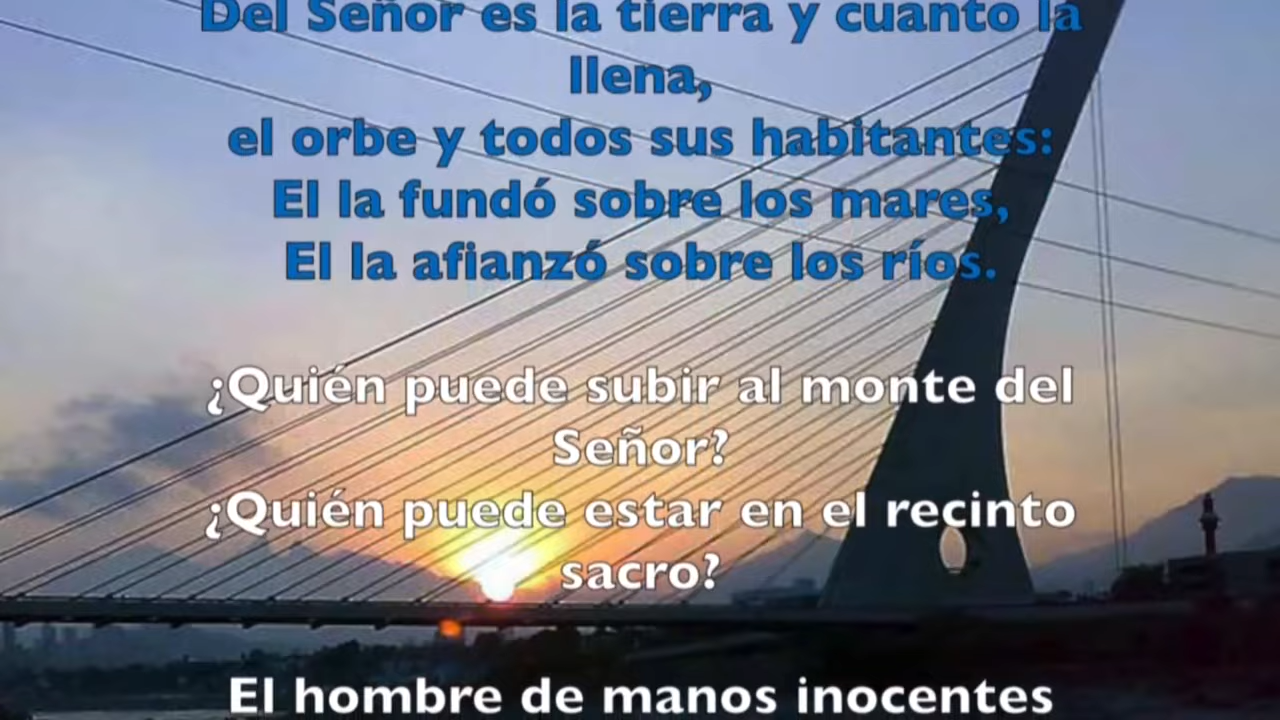 Del Señor es la tierra y cuanto la
llena,
el orbe y todos sus habitantes:
El la fundó sobre los mares,
El la afianzó sobre los ríos.
¿Quién puede subir al monte del
Señor?
¿Quién puede estar en el recinto
sacro?
El hombre de manos inocentes